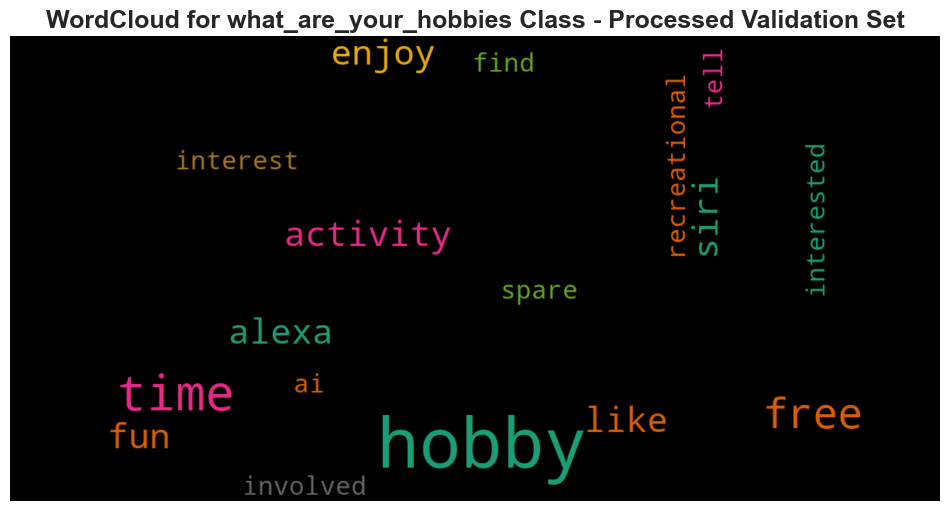 WordCloud for what_are_your_hobbies Class - Processed Validation Set
enjoy
find
tell
recreational
interest
interested
siri
activity
spare
alexa
time
ai
like
free
fun
hobby
involved